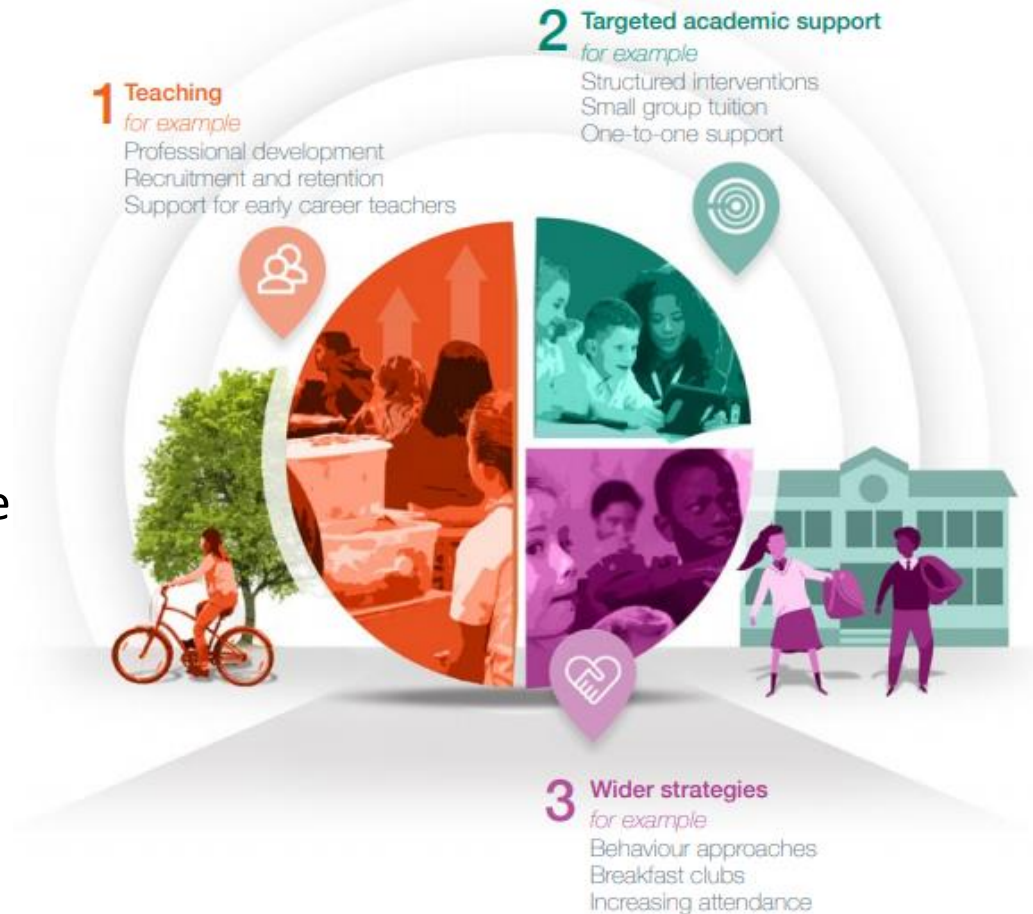 1 Teaching
for example
Professional development
Recruitment and retention
Support for early career teachers
2 Targeted academic support
for example
Structured interventions
Small group tuition
One-to-one support
e
3 Wider strategies
for example
Behaviour approaches
Breakfast clubs
Increasing attendance